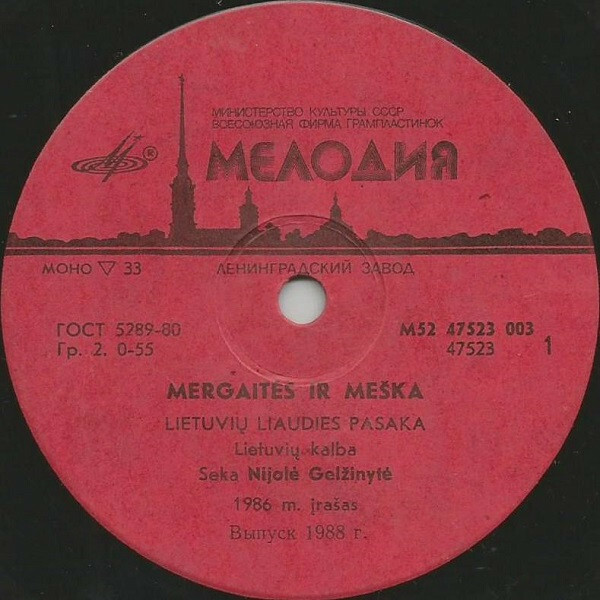 МИНИСТЕРСТВО КУЛЬТУРЫ СССР
ВСЕСОЮЗНАЯ ФИРМА ГРАМПЛАСТИНОК
®
МЕЛОДИЯ
МОНО ▽ 33
ЛЕНИНГРАДСКИЙ ЗАВОД
ГОСТ 5289-80
М52 47523 003
Гр. 2. 0-55
47523 1
MERGAITĖS IR MEŠKA
LIETUVIŲ LIAUDIES PASAKA
Lietuvių kalba
Seka Nijolė Gelžinytė
1986 m. įrašas
Выпуск 1988 г.